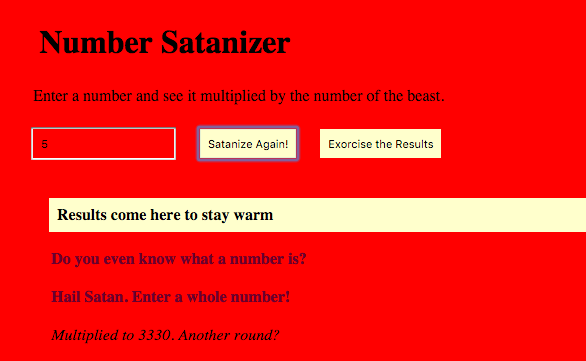 Number Satanizer
Enter a number and see it multiplied by the number of the beast.
5 Satanize Again! Exorcise the Results
Results come here to stay warm
Do you even know what a number is?
Hail Satan. Enter a whole number!
Multiplied to 3330. Another round?